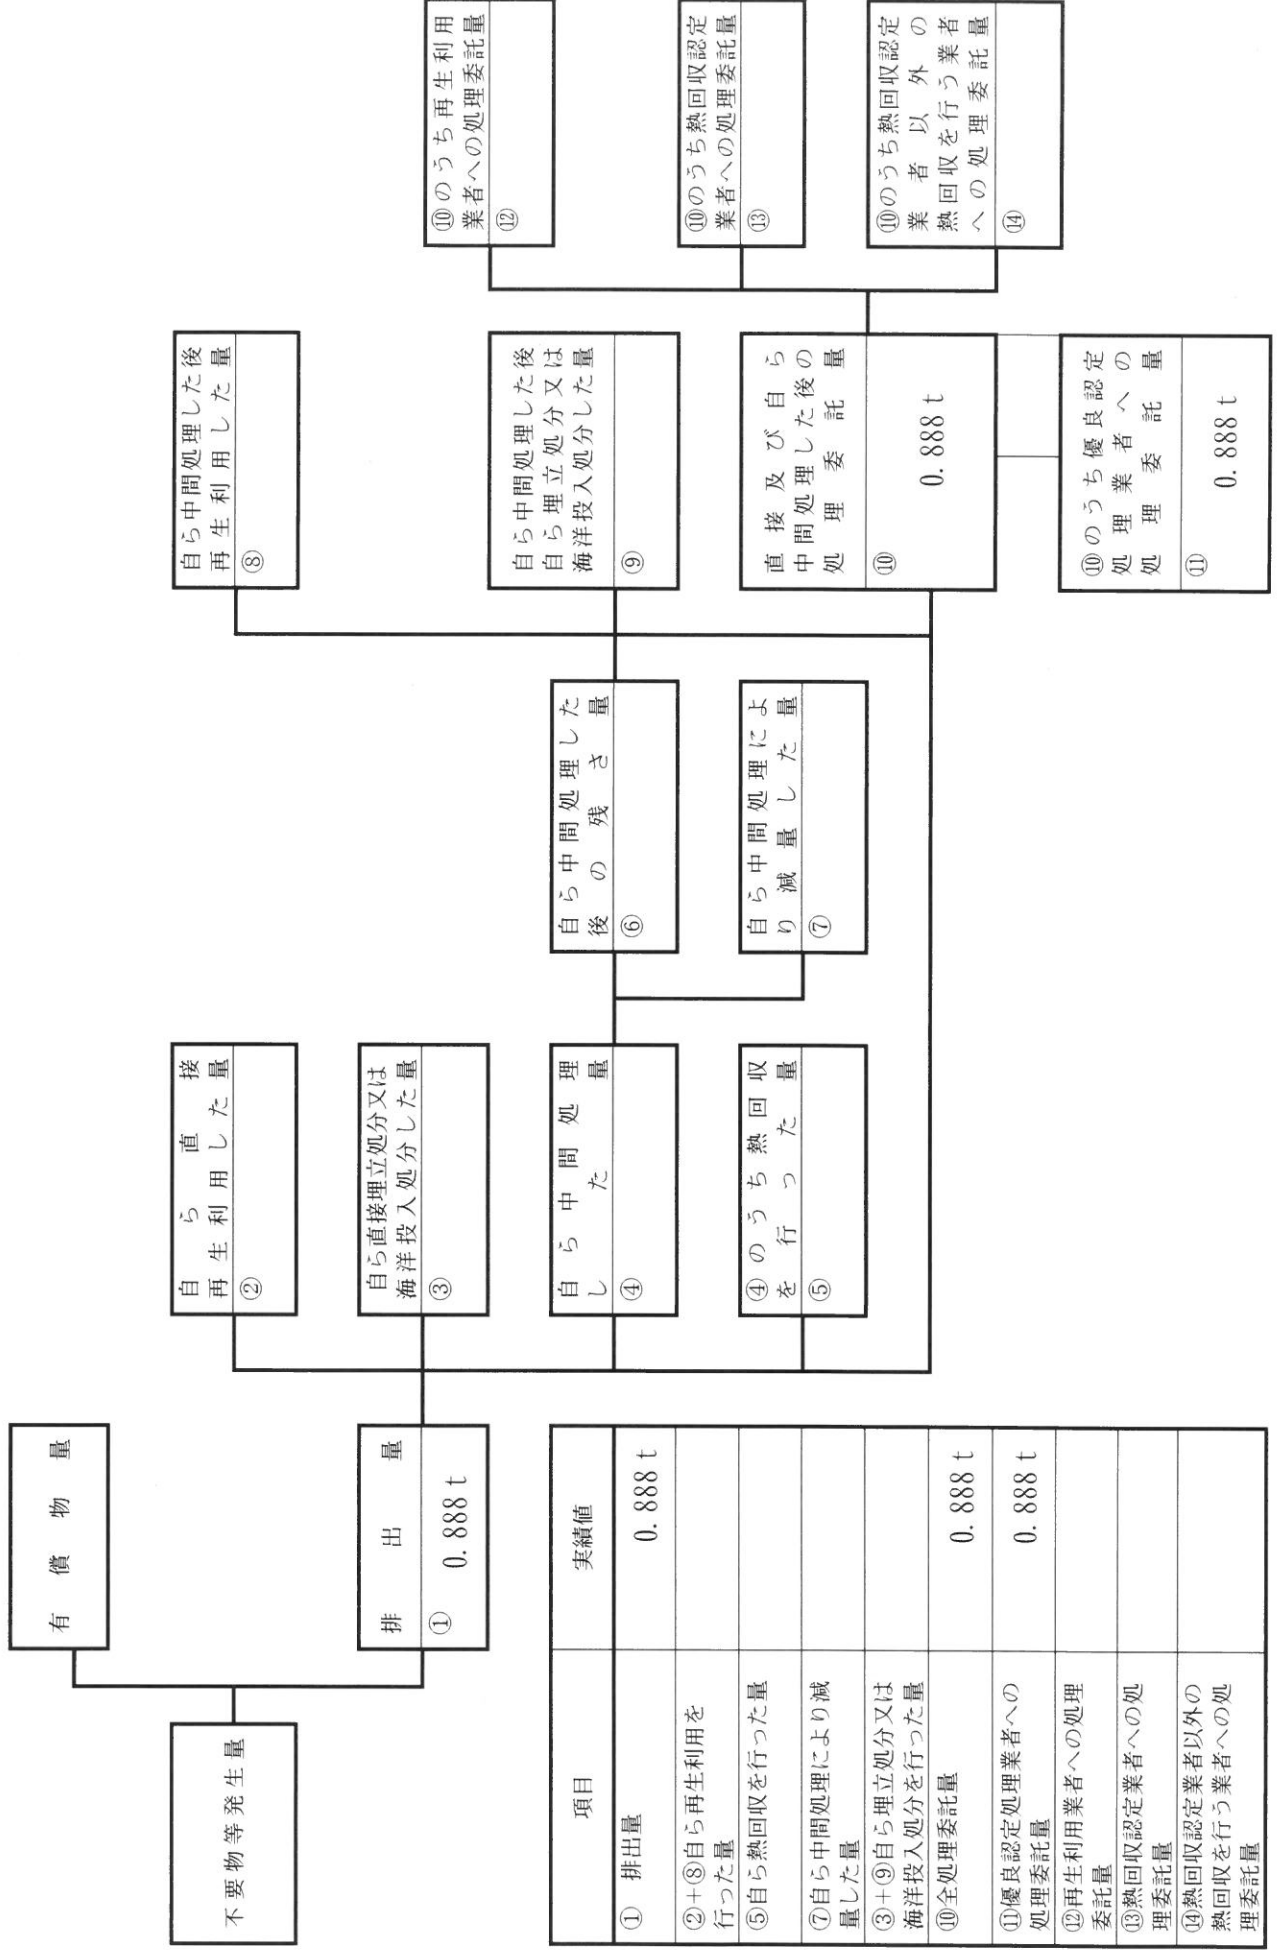 不要物等発生量
有償物量
排出量
① 0.888 t
自ら直接
再生利用した量
②
自ら直接埋立処分又は
海洋投入処分した量
③
自ら中間処理
した量
④
④のうち熱回収
を行った量
⑤
自ら中間処理した
後の残さ量
⑥
自ら中間処理によ
り減量した量
⑦
自ら中間処理した後
再生利用した量
⑧
自ら中間処理した後
自ら埋立処分又は
海洋投入処分した量
⑨
直接及び自ら
中間処理した後の
処理委託量
⑩ 0.888 t
⑩のうち優良認定
処理業者への
処理委託量
⑪ 0.888 t
⑩のうち再生利用
業者への処理委託量
⑫
⑩のうち熱回収認定
業者への処理委託量
⑬
⑩のうち熱回収認定
業者以外の
熱回収を行う業者
への処理委託量
⑭
項目 実績値
① 排出量 0.888 t
②+⑧自ら再生利用を
行った量
⑤自ら熱回収を行った量
⑦自ら中間処理により減
量した量
③+⑨自ら埋立処分又は
海洋投入処分を行った量
⑩全処理委託量 0.888 t
⑪優良認定処理業者への
処理委託量 0.888 t
⑫再生利用業者への処理
委託量
⑬熱回収認定業者への処
理委託量
⑭熱回収認定業者以外の
熱回収を行う業者への処
理委託量